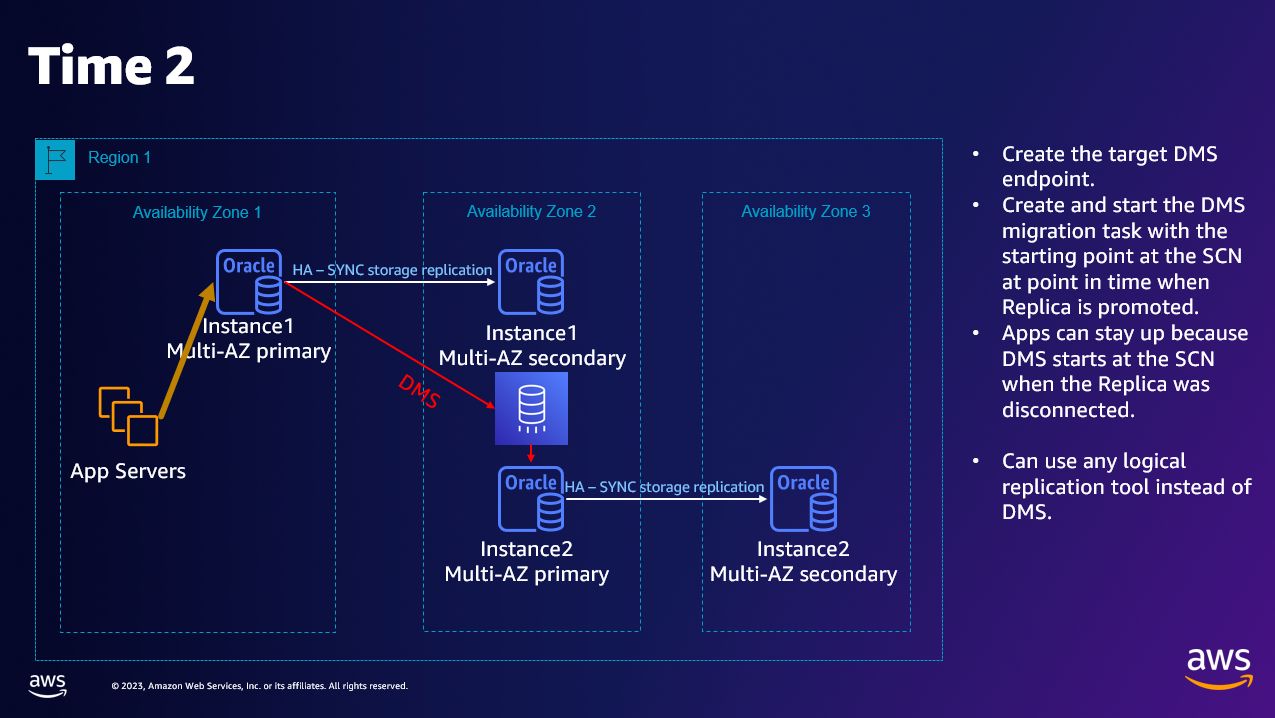 Time 2
Region 1
Availability Zone 1
Availability Zone 2
Availability Zone 3
Oracle
HA – SYNC storage replication
Oracle
Instance1
Multi-AZ primary
Instance1
Multi-AZ secondary
DMS
App Servers
Oracle
HA – SYNC storage replication
Oracle
Instance2
Multi-AZ primary
Instance2
Multi-AZ secondary
• Create the target DMS
endpoint.
• Create and start the DMS
migration task with the
starting point at the SCN
at point in time when
Replica is promoted.
• Apps can stay up because
DMS starts at the SCN
when the Replica was
disconnected.
• Can use any logical
replication tool instead of
DMS.
aws
© 2023, Amazon Web Services, Inc. or its affiliates. All rights reserved.
aws